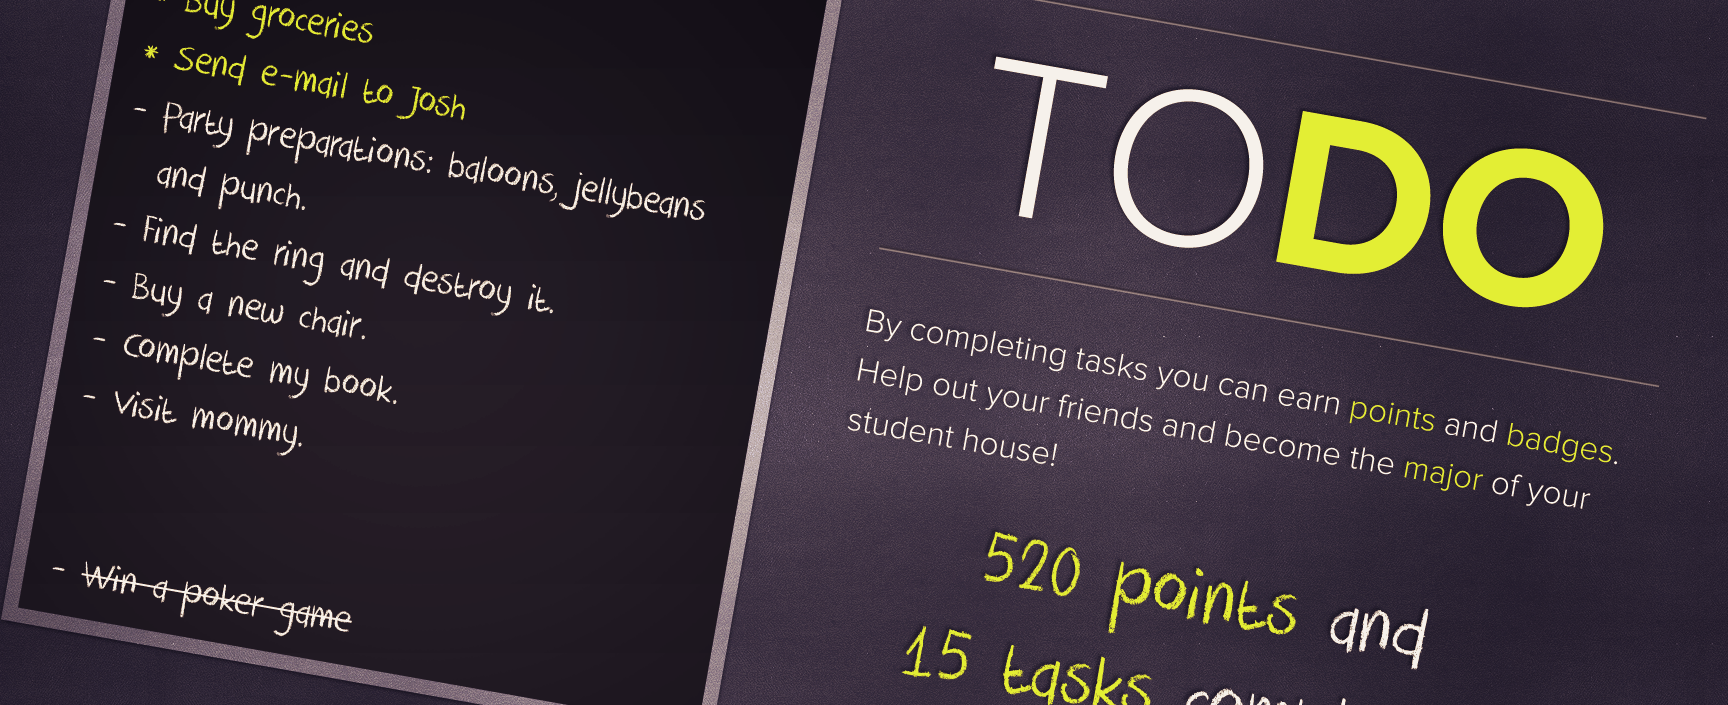 * Buy groceries
* Send e-mail to Josh
- Party preparations: baloons, jellybeans
and punch.
- Find the ring and destroy it.
- Buy a new chair.
- Complete my book.
- Visit mommy.
- Win a poker game
TODO
By completing tasks you can earn points and badges.
Help out your friends and become the major of your
student house!
520 points and
15 tasks